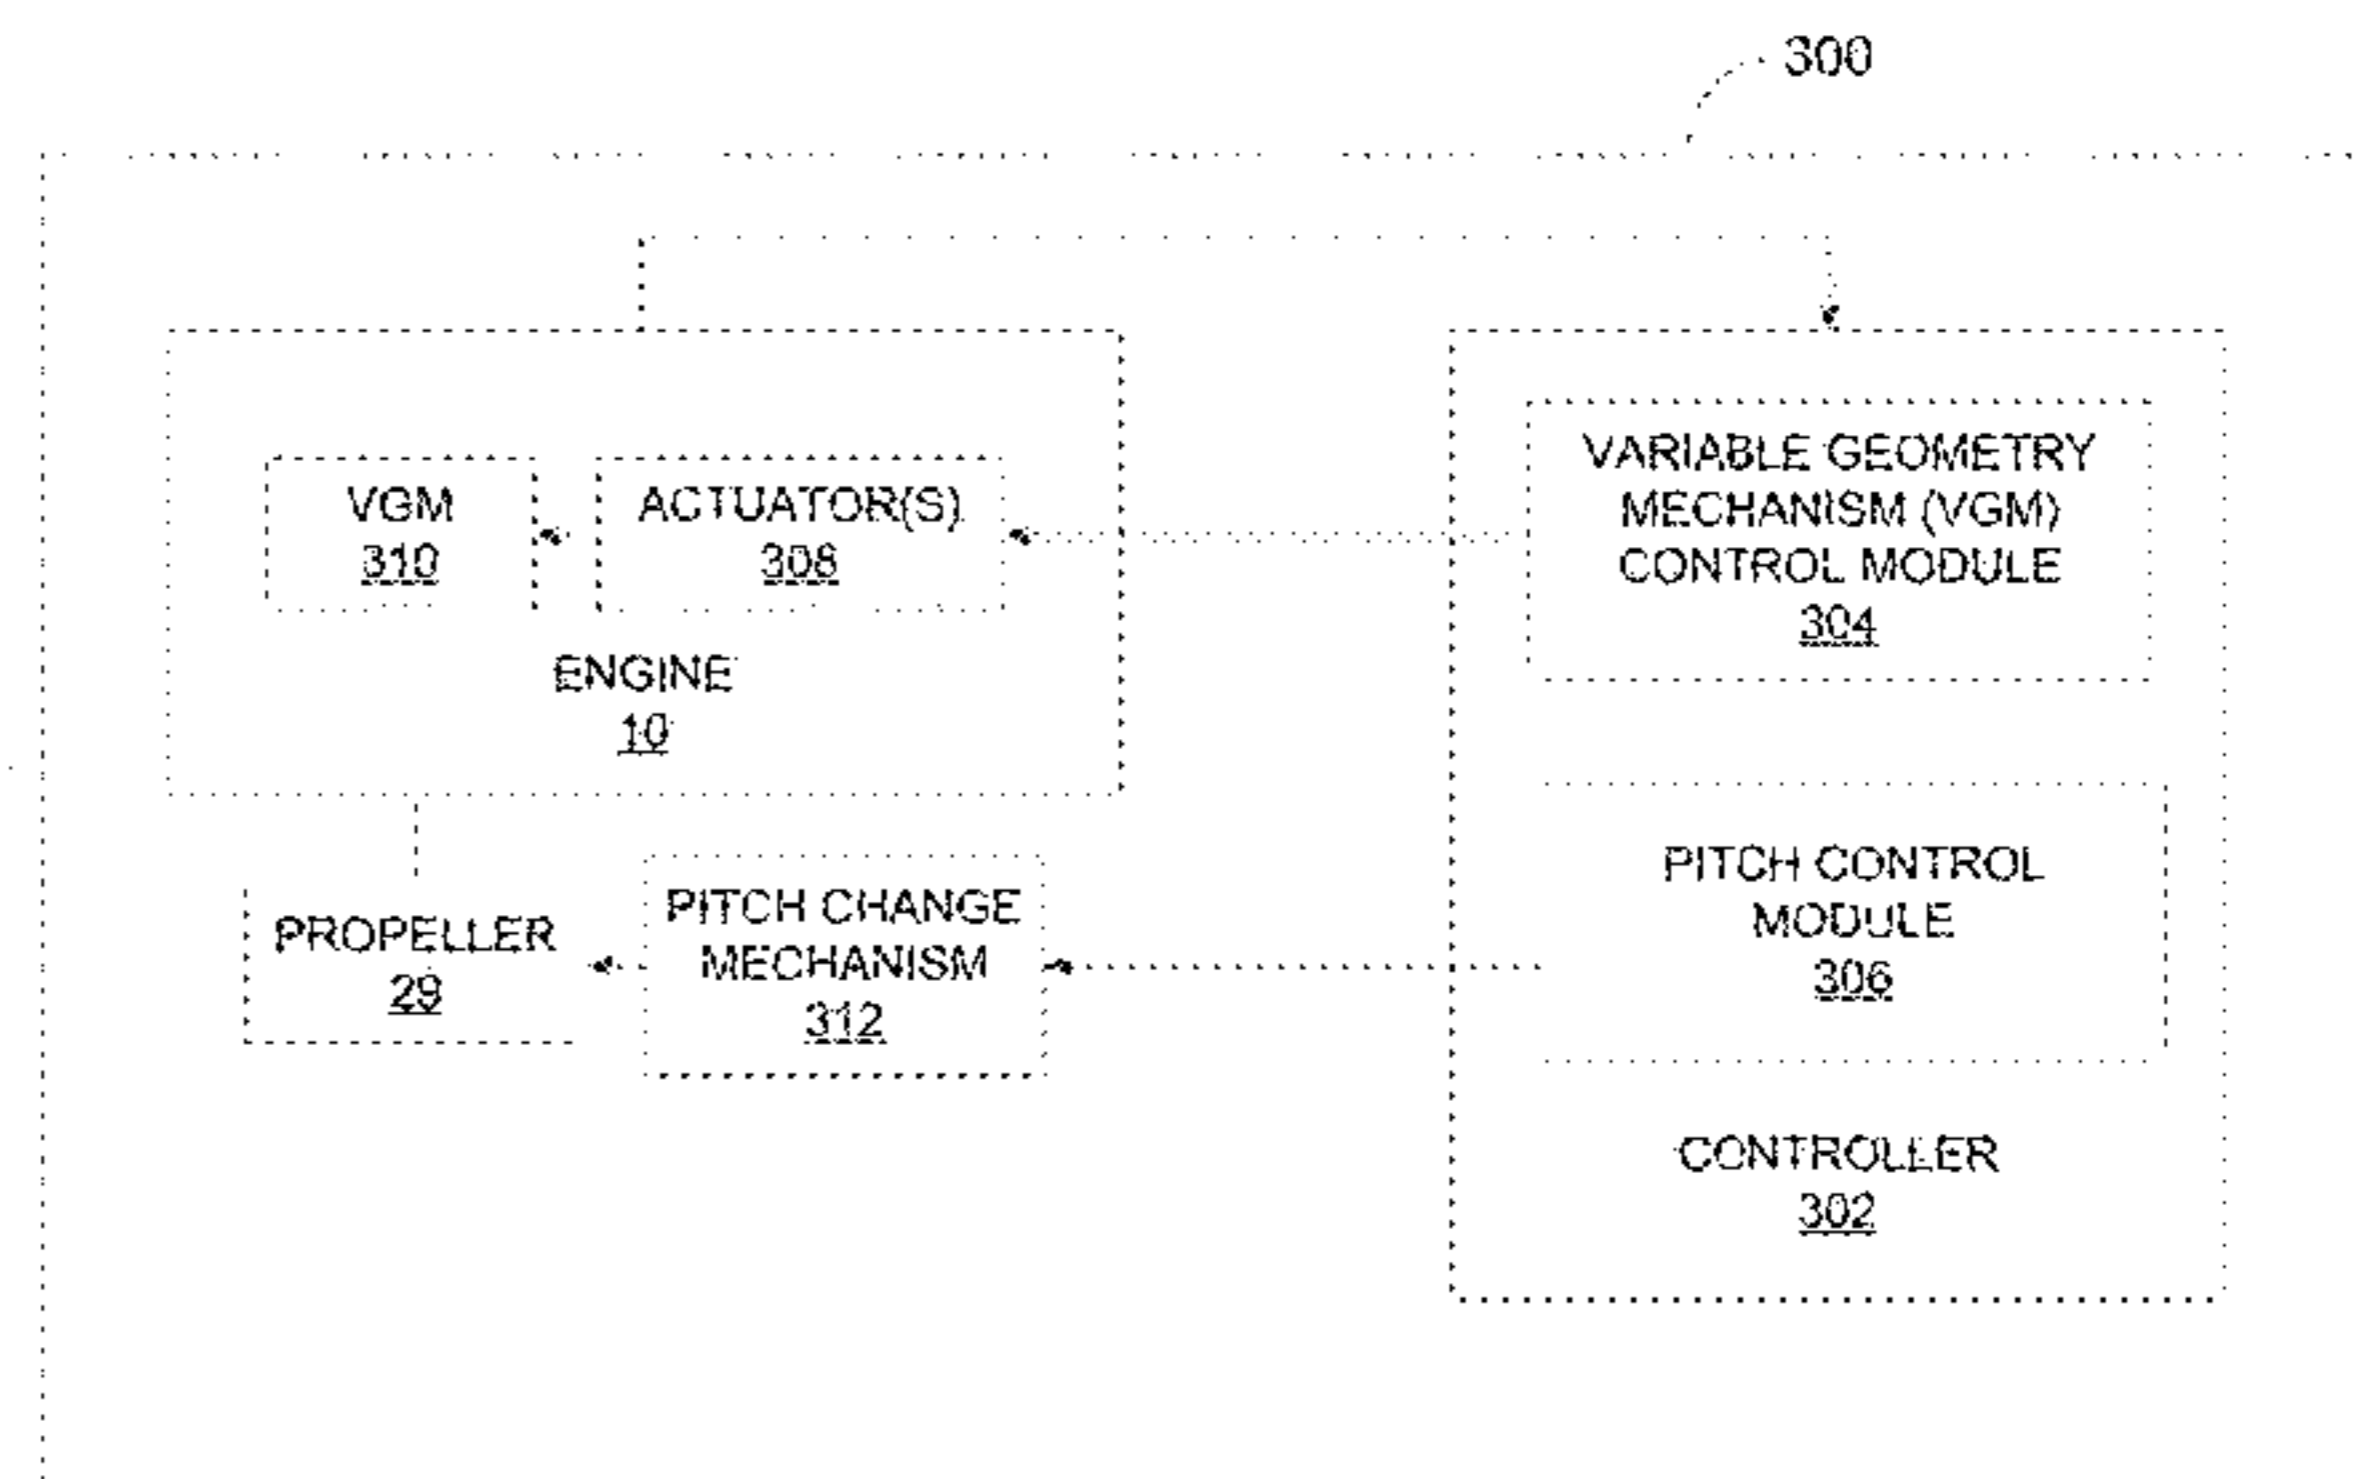 300
VGM
310
ACTUATOR(S)
308
ENGINE
10
VARIABLE GEOMETRY
MECHANISM (VGM)
CONTROL MODULE
304
PROPELLER
29
PITCH CHANGE
MECHANISM
312
PITCH CONTROL
MODULE
306
CONTROLLER
302